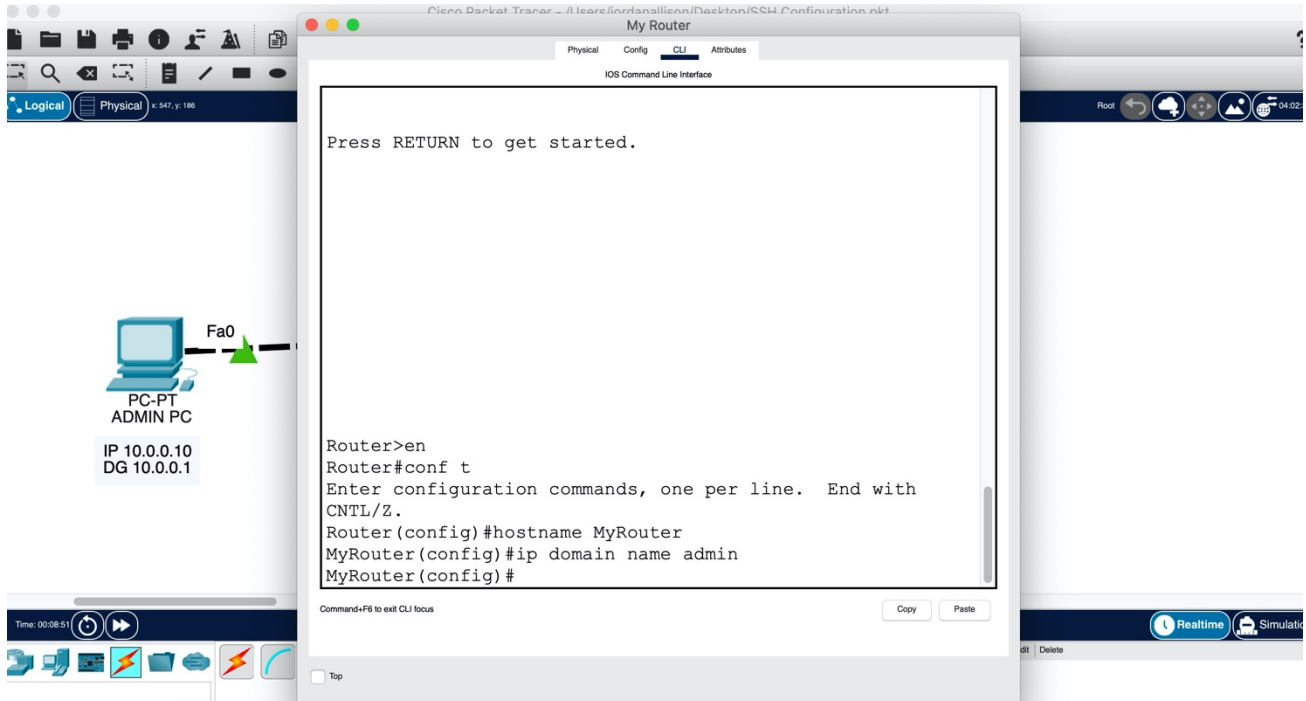 Cisco Packet Tracer - /Users/jordanallison/Desktop/SSH Configuration.pkt
My Router
Physical Config CLI Attributes
IOS Command Line Interface
Logical
Physical
x: 547, y: 186
Root
04:02:
Press RETURN to get started.
Fa0
PC-PT
ADMIN PC
IP 10.0.0.10
DG 10.0.0.1
Router>en
Router#conf t
Enter configuration commands, one per line. End with
CNTL/Z.
Router(config)#hostname MyRouter
MyRouter(config)#ip domain name admin
MyRouter(config)#
Command+F6 to exit CLI focus
Copy
Paste
Time: 00:08:51
Realtime
Simulatio
dit
Delete
Top